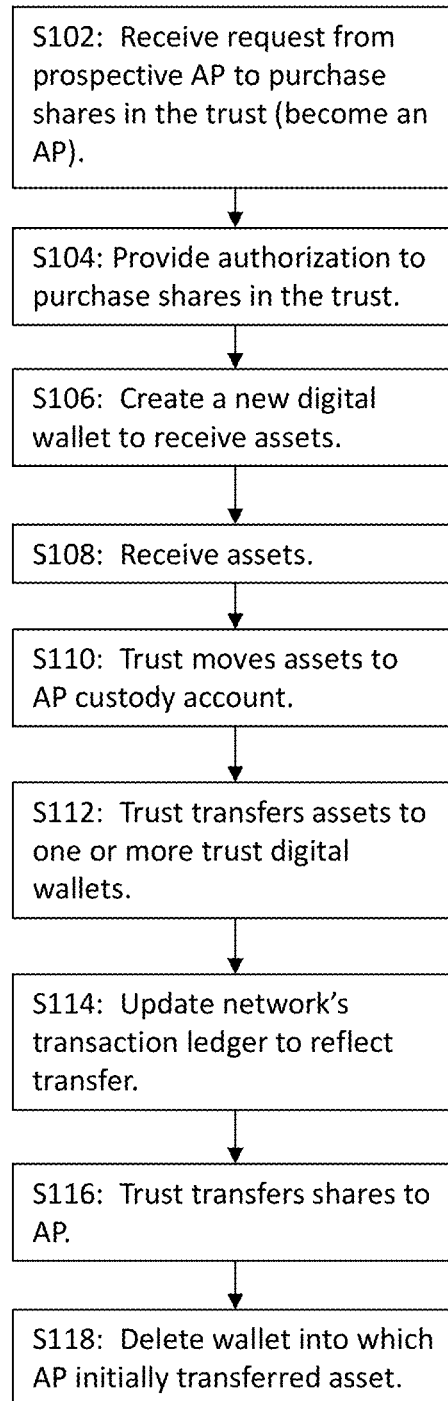 S102:  Receive request from
prospective AP to purchase
shares in the trust (become an
AP).
S104: Provide authorization to
purchase shares in the trust.
S106:  Create a new digital
wallet to receive assets.
S108:  Receive assets.
S110:  Trust moves assets to
AP custody account.
S112:  Trust transfers assets to
one or more trust digital
wallets.
S114:  Update network’s
transaction ledger to reflect
transfer.
S116:  Trust transfers shares to
AP.
S118:  Delete wallet into which
AP initially transferred asset.